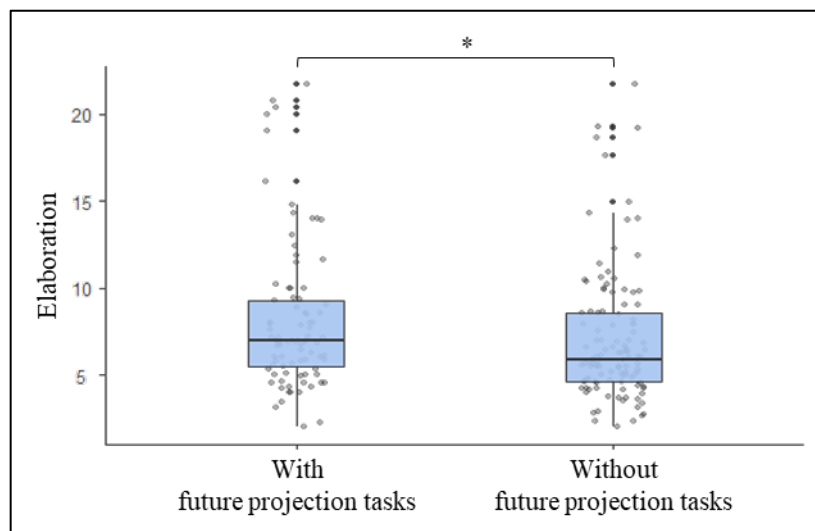 *
20
15
10
5
Elaboration
With
future projection tasks
Without
future projection tasks